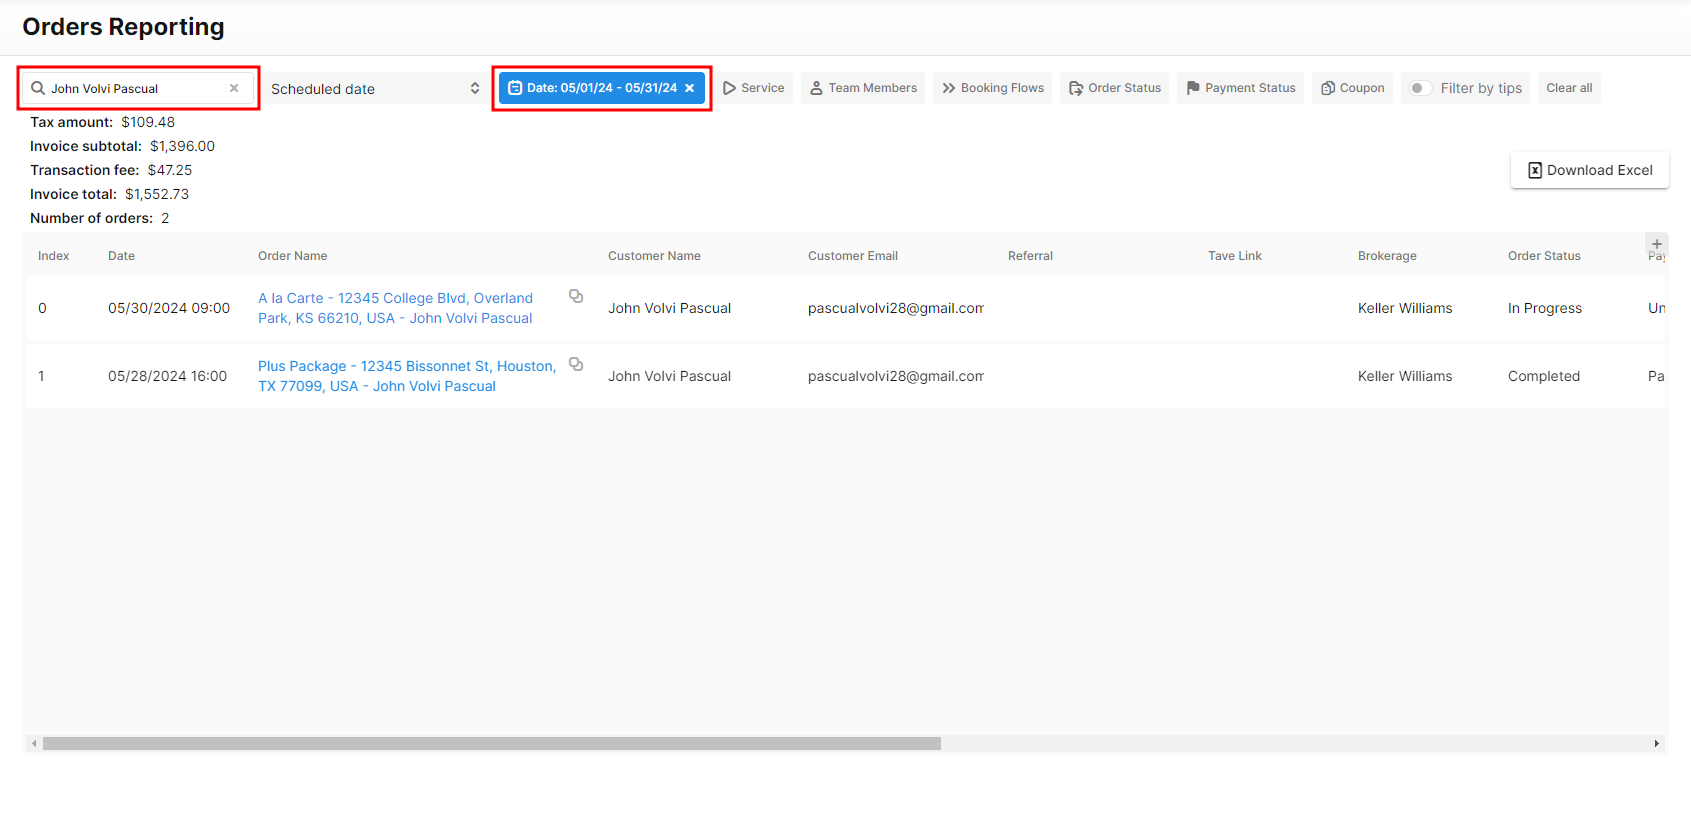 Orders Reporting
John Volvi Pascual
Scheduled date
Date: 05/01/24 - 05/31/24
Service
Team Members
Booking Flows
Order Status
Payment Status
Coupon
Filter by tips
Clear all
Tax amount: $109.48
Invoice subtotal: $1,396.00
Transaction fee: $47.25
Invoice total: $1,552.73
Number of orders: 2
Download Excel
Index Date Order Name Customer Name Customer Email Referral Tave Link Brokerage Order Status
0 05/30/2024 09:00 A la Carte - 12345 College Blvd, Overland
Park, KS 66210, USA - John Volvi Pascual
John Volvi Pascual pascualvolvi28@gmail.com Keller Williams In Progress Un
1 05/28/2024 16:00 Plus Package - 12345 Bissonnet St, Houston,
TX 77099, USA - John Volvi Pascual
John Volvi Pascual pascualvolvi28@gmail.com Keller Williams Completed Pa